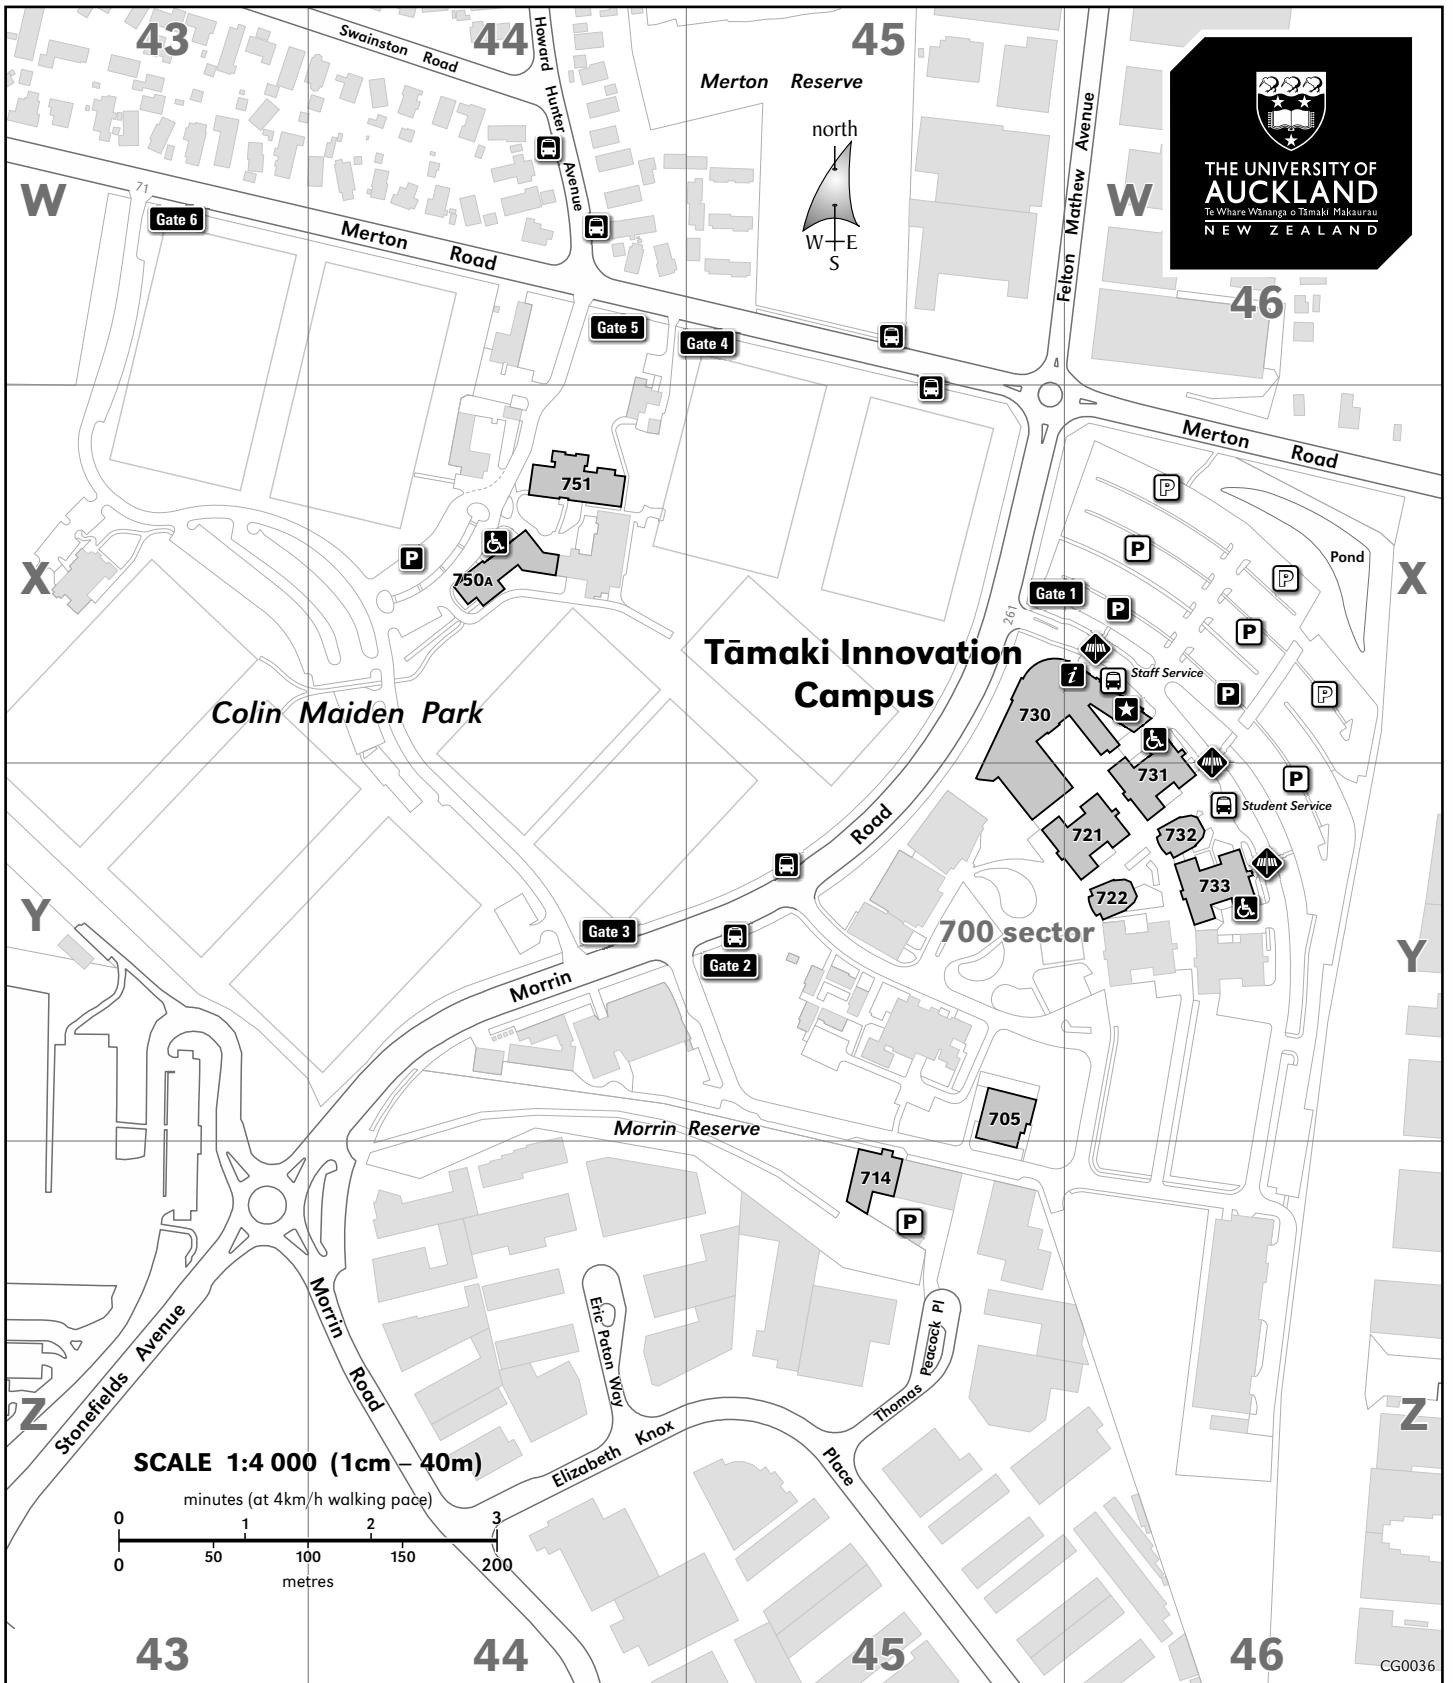 43
44
45
Swainston Road
Howard Hunter Avenue
Merton Reserve
north
W E
S
Felton Mathew Avenue
THE UNIVERSITY OF
AUCKLAND
Te Whare Wānanga o Tāmaki Makaurau
NEW ZEALAND
W
W
46
71
Gate 6
Merton Road
Gate 5
Gate 4
Merton Road
751
P
P
Pond
X
P
750A
P
X
Gate 1
P
261
P
Tāmaki Innovation
Campus
i
Staff Service
P
P
Colin Maiden Park
730
731
P
Student Service
Road
721
732
733
722
Y
Gate 3
700 sector
Gate 2
Y
Morrin
705
Morrin Reserve
714
P
Morrin Road
Stonefields Avenue
Eric Paton Way
Thomas Peacock Pl
Z
Z
Elizabeth Knox Place
SCALE 1:4 000 (1cm – 40m)
minutes (at 4km/h walking pace)
0 1 2 3
0 50 100 150 200
metres
43
44
45
46
CG0036